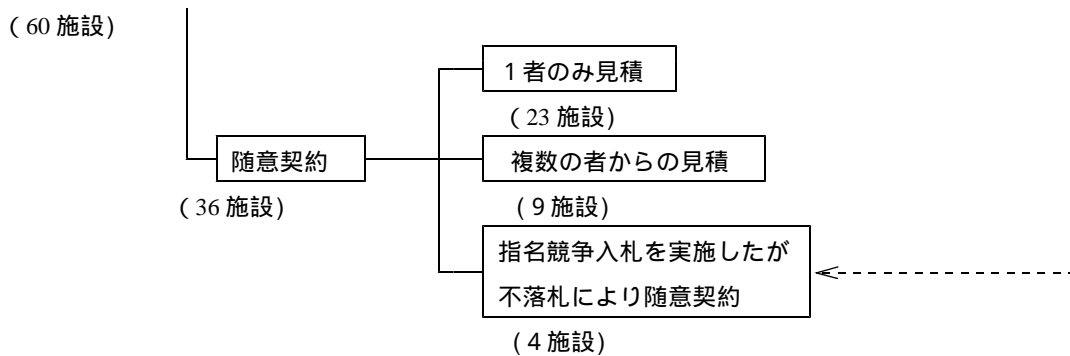 （60 施設)
１者のみ見積
（23 施設)
随意契約
複数の者からの見積
（36 施設)
（9 施設)
指名競争入札を実施したが
不落札により随意契約
（4 施設)